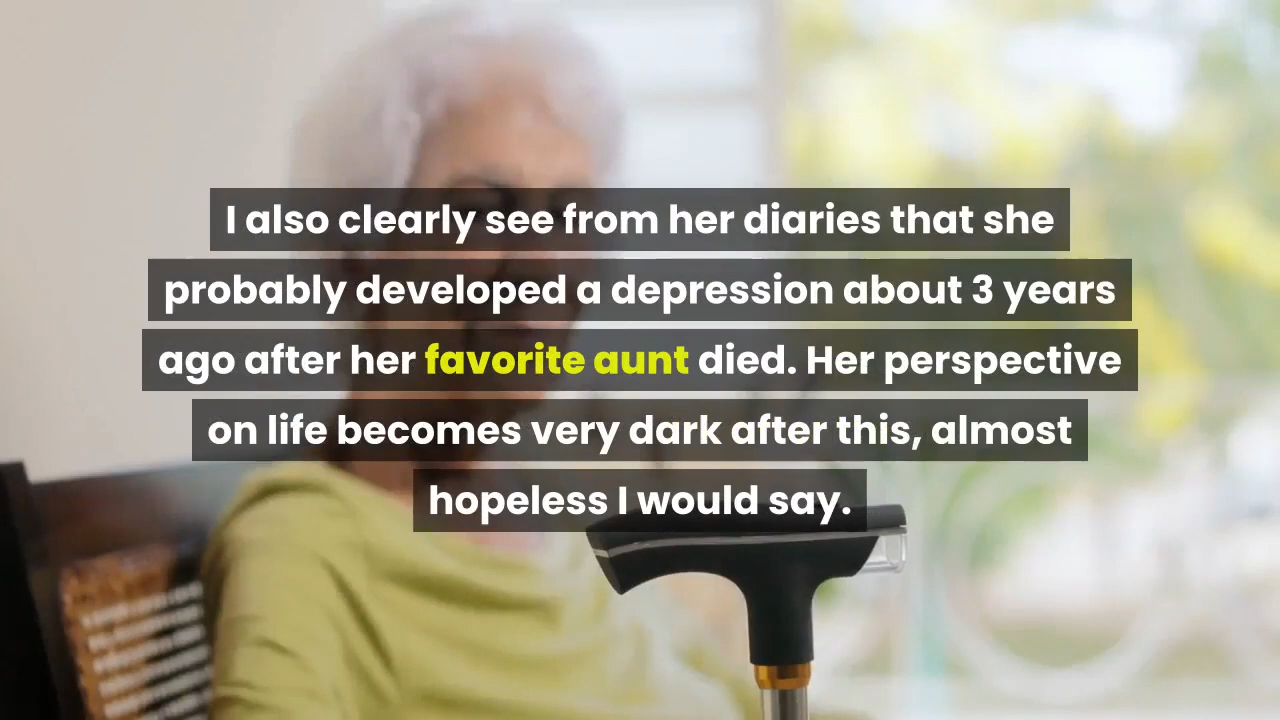 I also clearly see from her diaries that she
probably developed a depression about 3 years
ago after her favorite aunt died. Her perspective
on life becomes very dark after this, almost
hopeless I would say.